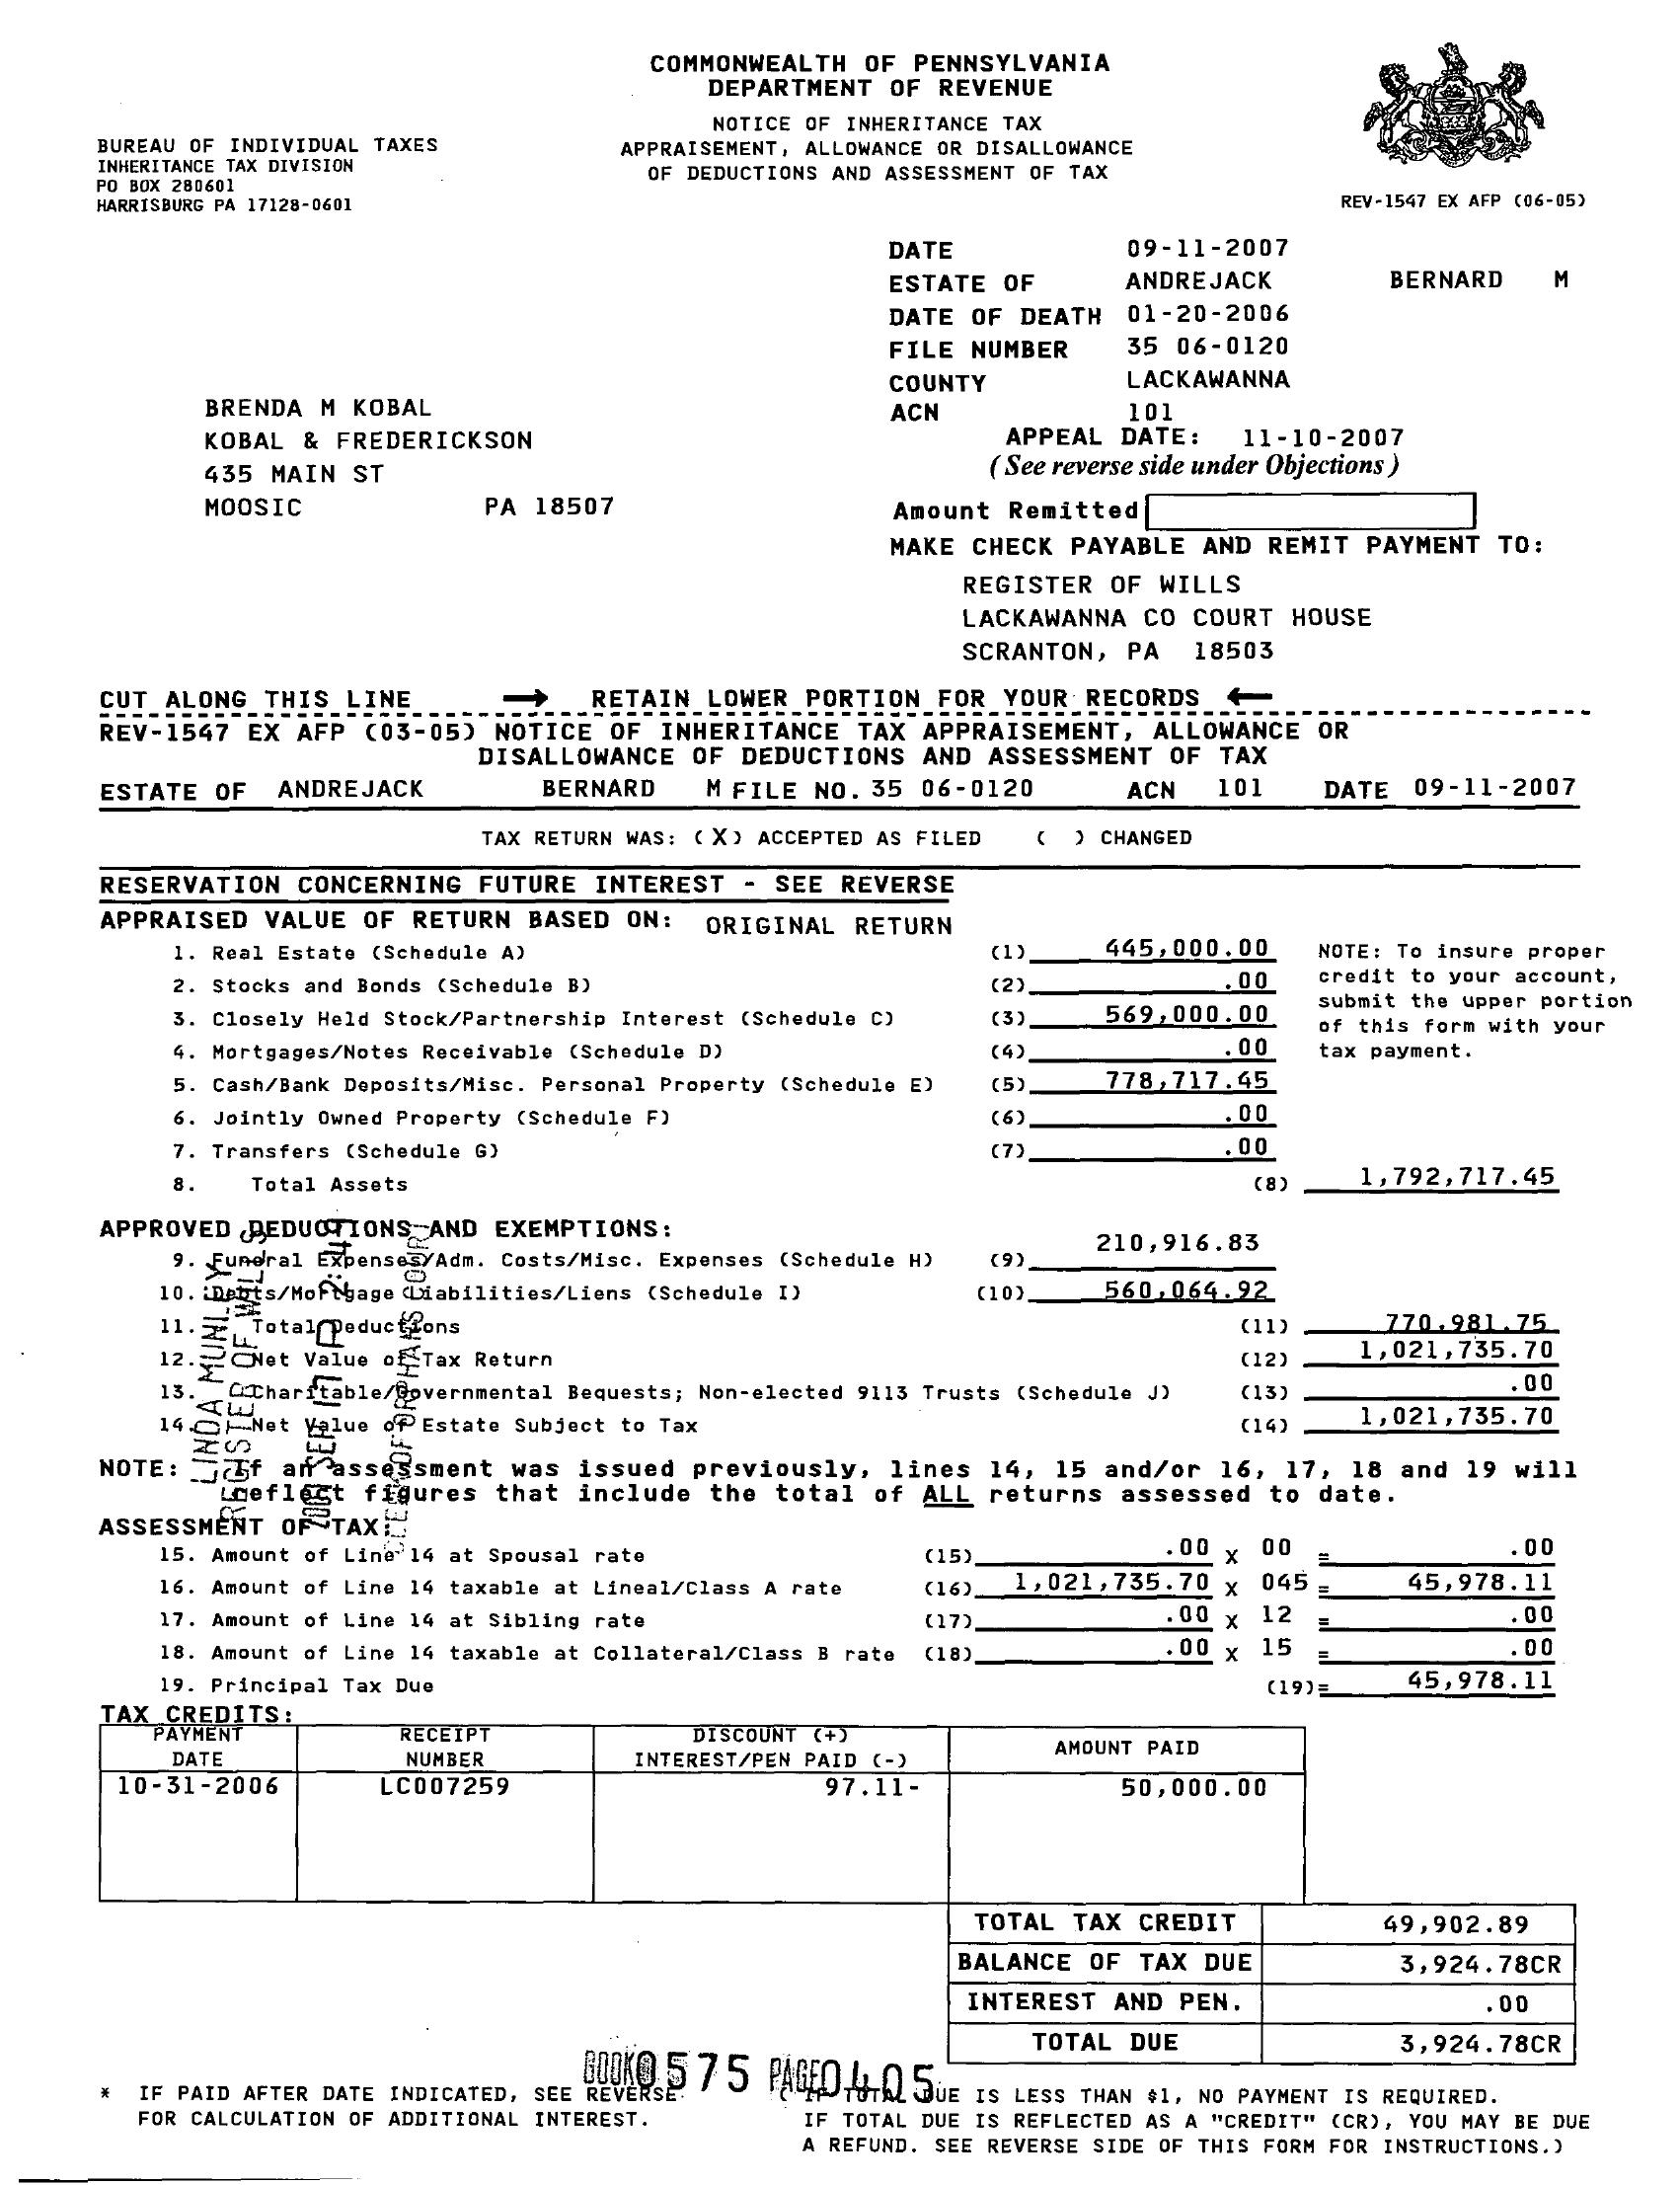 COMMONWEALTH OF PENNSYLVANIA
DEPARTMENT OF REVENUE
NOTICE OF INHERITANCE TAX
APPRAISEMENT, ALLOWANCE OR DISALLOWANCE
OF DEDUCTIONS AND ASSESSMENT OF TAX
BUREAU OF INDIVIDUAL TAXES
INHERITANCE TAX DIVISION
PO BOX 280601
HARRISBURG PA 17128-0601
REV-1547 EX AFP (06-05)
DATE 09-11-2007
ESTATE OF ANDREJACK BERNARD M
DATE OF DEATH 01-20-2006
FILE NUMBER 35 06-0120
COUNTY LACKAWANNA
ACN 101
APPEAL DATE: 11-10-2007
(See reverse side under Objections)
BRENDA M KOBAL
KOBAL & FREDERICKSON
435 MAIN ST
MOOSIC PA 18507
Amount Remitted
MAKE CHECK PAYABLE AND REMIT PAYMENT TO:
REGISTER OF WILLS
LACKAWANNA CO COURT HOUSE
SCRANTON, PA 18503
CUT ALONG THIS LINE → RETAIN LOWER PORTION FOR YOUR RECORDS ←
REV-1547 EX AFP (03-05) NOTICE OF INHERITANCE TAX APPRAISEMENT, ALLOWANCE OR
DISALLOWANCE OF DEDUCTIONS AND ASSESSMENT OF TAX
ESTATE OF ANDREJACK BERNARD M FILE NO. 35 06-0120 ACN 101 DATE 09-11-2007
TAX RETURN WAS: (X) ACCEPTED AS FILED ( ) CHANGED
RESERVATION CONCERNING FUTURE INTEREST - SEE REVERSE
APPRAISED VALUE OF RETURN BASED ON: ORIGINAL RETURN
1. Real Estate (Schedule A) (1) 445,000.00
2. Stocks and Bonds (Schedule B) (2) .00
3. Closely Held Stock/Partnership Interest (Schedule C) (3) 569,000.00
4. Mortgages/Notes Receivable (Schedule D) (4) .00
5. Cash/Bank Deposits/Misc. Personal Property (Schedule E) (5) 778,717.45
6. Jointly Owned Property (Schedule F) (6) .00
7. Transfers (Schedule G) (7) .00
8. Total Assets (8) 1,792,717.45
NOTE: To insure proper
credit to your account,
submit the upper portion
of this form with your
tax payment.
APPROVED DEDUCTIONS AND EXEMPTIONS:
9. Funeral Expenses/Adm. Costs/Misc. Expenses (Schedule H) (9) 210,916.83
10. Debts/Mortgage Liabilities/Liens (Schedule I) (10) 560,064.92
11. Total Deductions (11) 770,981.75
12. Net Value of Tax Return (12) 1,021,735.70
13. Charitable/Governmental Bequests; Non-elected 9113 Trusts (Schedule J) (13) .00
14. Net Value of Estate Subject to Tax (14) 1,021,735.70
LINDA MUNLEY
REGISTER OF WILLS
CLERK OF ORPHANS COURT
NOTE: If an assessment was issued previously, lines 14, 15 and/or 16, 17, 18 and 19 will
reflect figures that include the total of ALL returns assessed to date.
ASSESSMENT OF TAX:
15. Amount of Line 14 at Spousal rate (15) .00 X 00 = .00
16. Amount of Line 14 taxable at Lineal/Class A rate (16) 1,021,735.70 X 045 = 45,978.11
17. Amount of Line 14 at Sibling rate (17) .00 X 12 = .00
18. Amount of Line 14 taxable at Collateral/Class B rate (18) .00 X 15 = .00
19. Principal Tax Due (19)= 45,978.11
TAX CREDITS:
PAYMENT DATE RECEIPT NUMBER DISCOUNT (+) INTEREST/PEN PAID (-) AMOUNT PAID
10-31-2006 LC007259 97.11- 50,000.00
TOTAL TAX CREDIT 49,902.89
BALANCE OF TAX DUE 3,924.78CR
INTEREST AND PEN. .00
TOTAL DUE 3,924.78CR
BOOK0575 PAGE0405
* IF PAID AFTER DATE INDICATED, SEE REVERSE
FOR CALCULATION OF ADDITIONAL INTEREST.
( IF TOTAL DUE IS LESS THAN $1, NO PAYMENT IS REQUIRED.
IF TOTAL DUE IS REFLECTED AS A "CREDIT" (CR), YOU MAY BE DUE
A REFUND. SEE REVERSE SIDE OF THIS FORM FOR INSTRUCTIONS.)